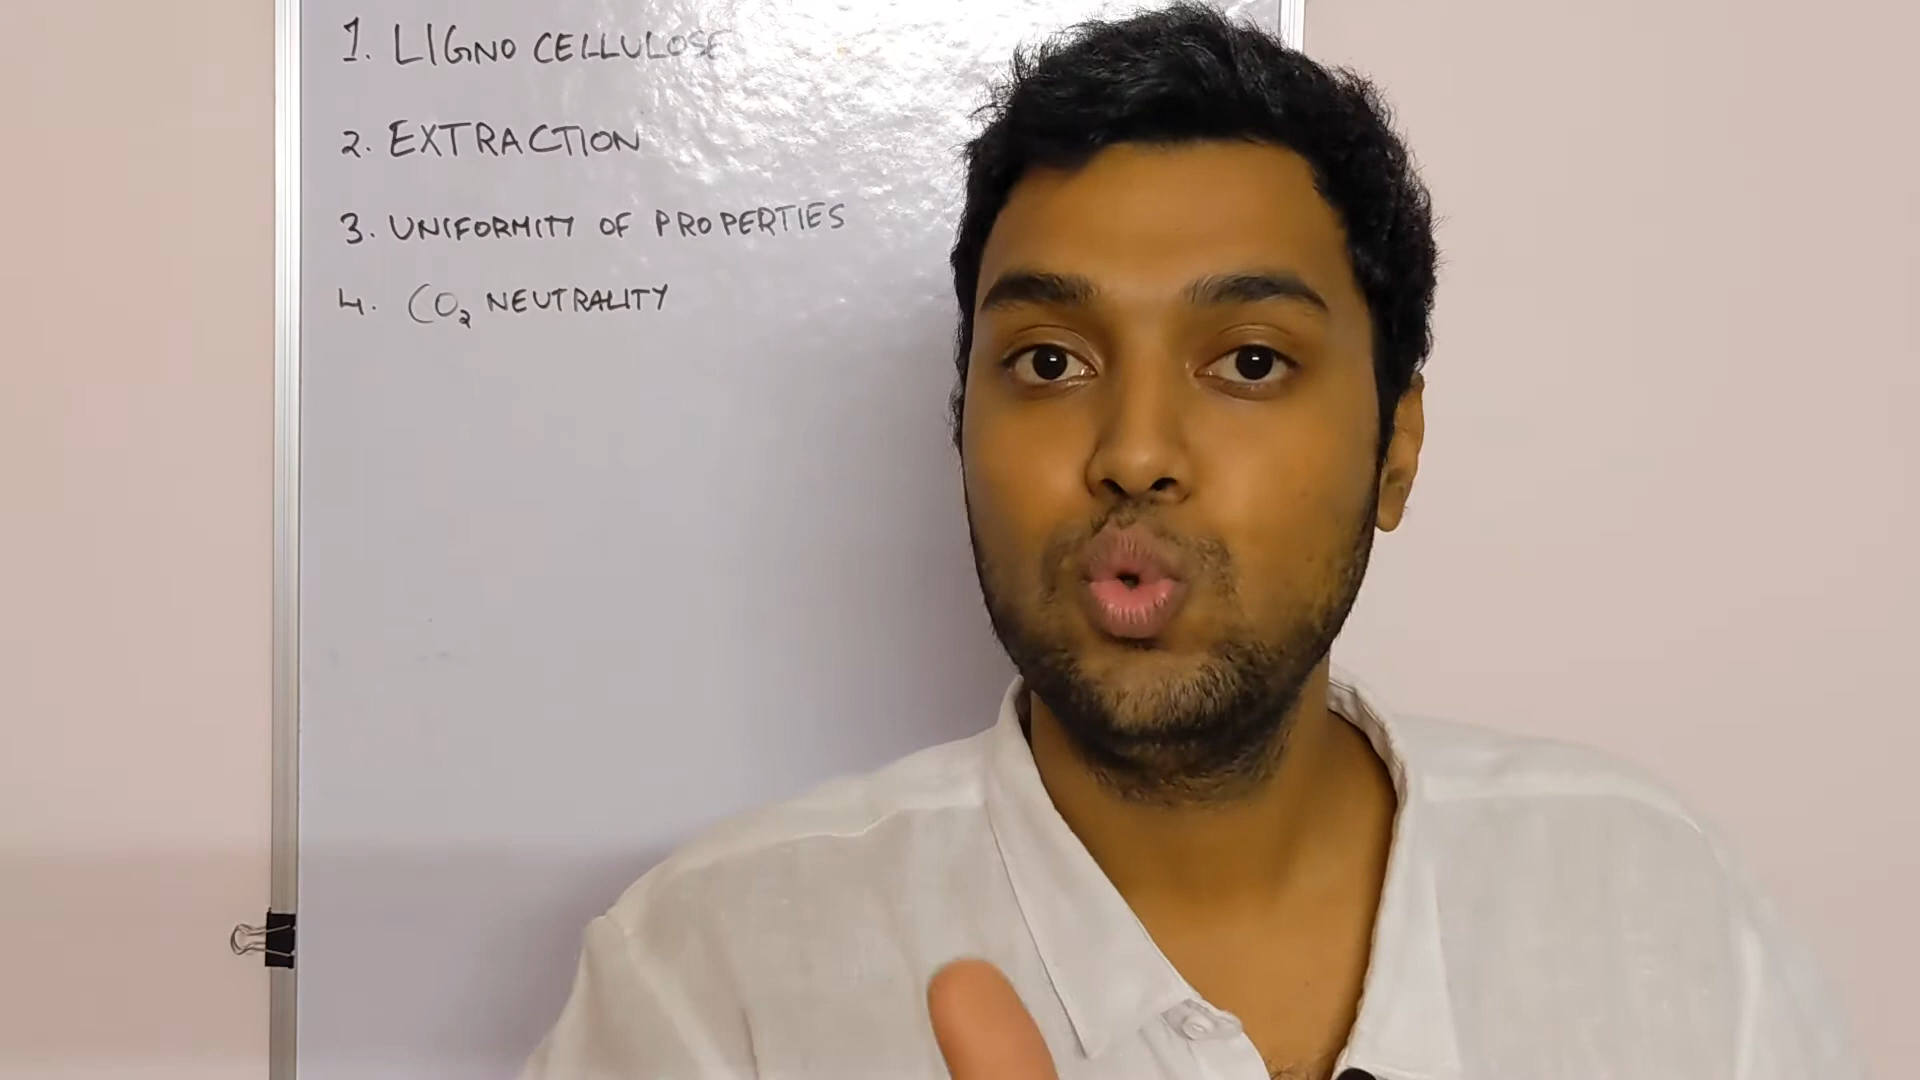 1. LIGNO CELLULOSE
2. EXTRACTION
3. UNIFORMITY OF PROPERTIES
4. CO₂ NEUTRALITY